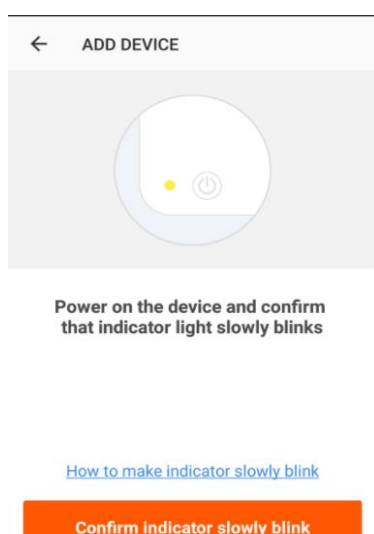 ADD DEVICE
Power on the device and confirm
that indicator light slowly blinks
How to make indicator slowly blink
Confirm indicator slowly blink